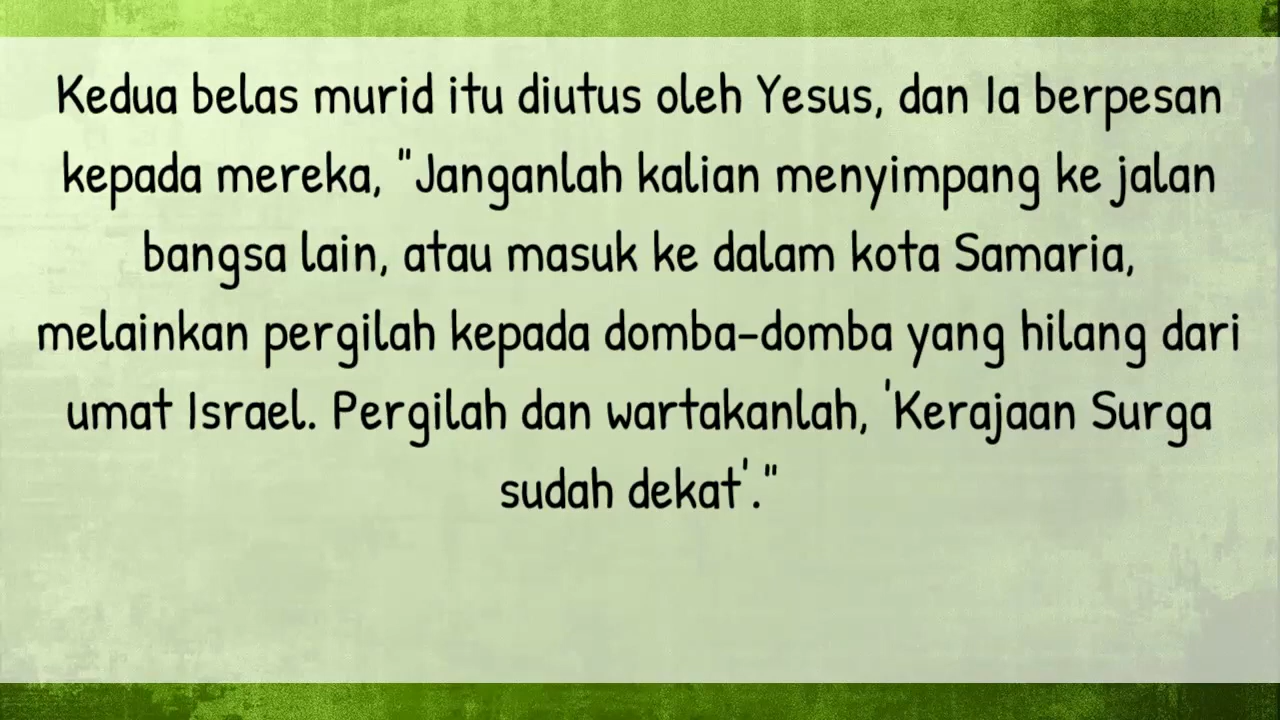 Kedua belas murid itu diutus oleh Yesus, dan Ia berpesan
kepada mereka, "Janganlah kalian menyimpang ke jalan
bangsa lain, atau masuk ke dalam kota Samaria,
melainkan pergilah kepada domba-domba yang hilang dari
umat Israel. Pergilah dan wartakanlah, 'Kerajaan Surga
sudah dekat'."